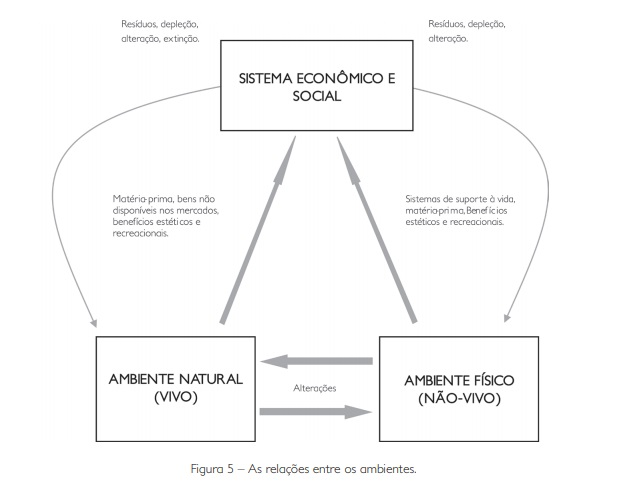 Resíduos, depleção,
alteração, extinção.
Resíduos, depleção,
alteração.
SISTEMA ECONÔMICO E
SOCIAL
Matéria-prima, bens não
disponíveis nos mercados,
benefícios estéticos e
recreacionais.
Sistemas de suporte à vida,
matéria-prima, Benefícios
estéticos e recreacionais.
AMBIENTE NATURAL
(VIVO)
Alterações
AMBIENTE FÍSICO
(NÃO-VIVO)
Figura 5 – As relações entre os ambientes.